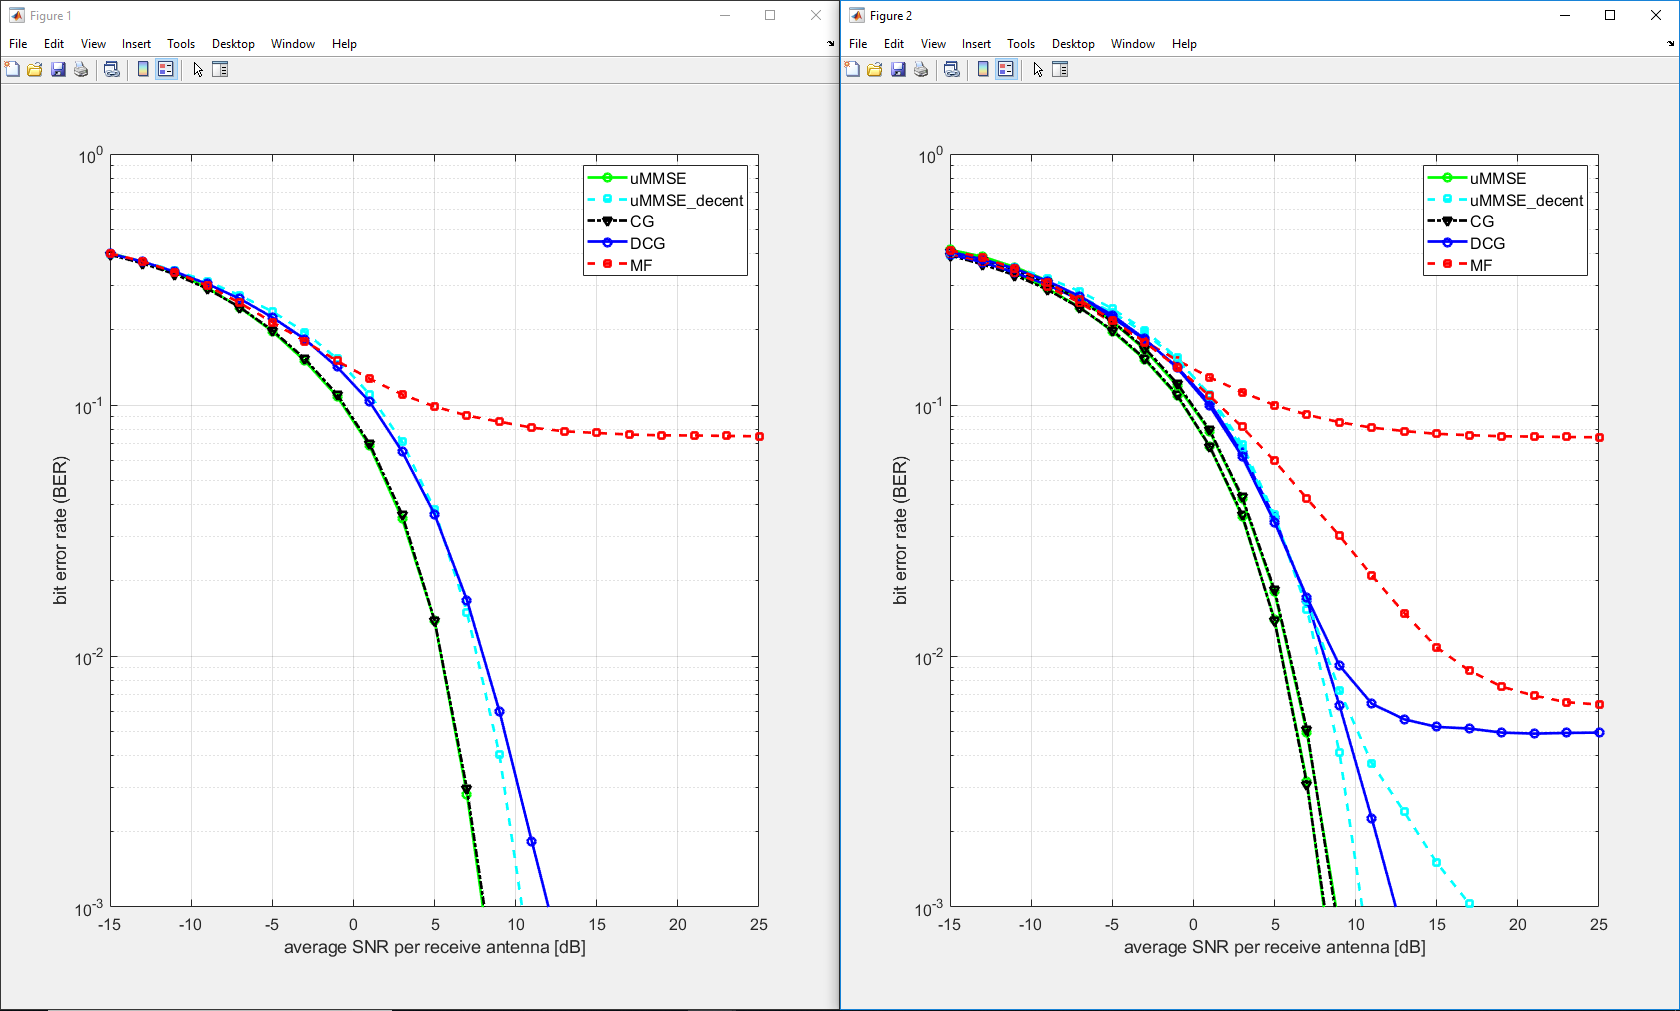 Figure 1
File Edit View Insert Tools Desktop Window Help
10^0
10^-1
10^-2
10^-3
bit error rate (BER)
uMMSE
uMMSE_decent
CG
DCG
MF
-15 -10 -5 0 5 10 15 20 25
average SNR per receive antenna [dB]
Figure 2
File Edit View Insert Tools Desktop Window Help
10^0
10^-1
10^-2
10^-3
bit error rate (BER)
uMMSE
uMMSE_decent
CG
DCG
MF
-15 -10 -5 0 5 10 15 20 25
average SNR per receive antenna [dB]